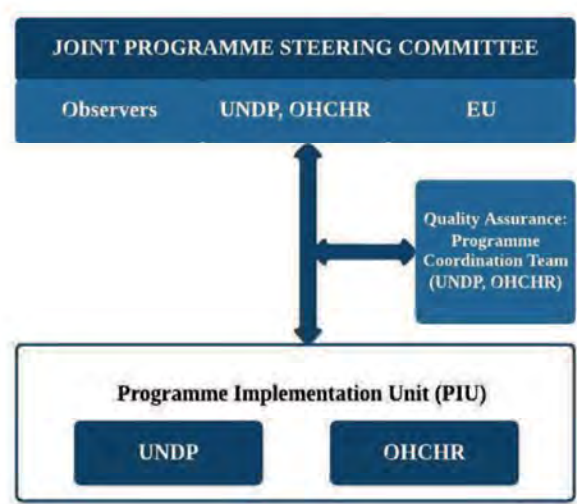 JOINT PROGRAMME STEERING COMMITTEE
Observers UNDP, OHCHR EU
Quality Assurance:
Programme
Coordination Team
(UNDP, OHCHR)
Programme Implementation Unit (PIU)
UNDP OHCHR